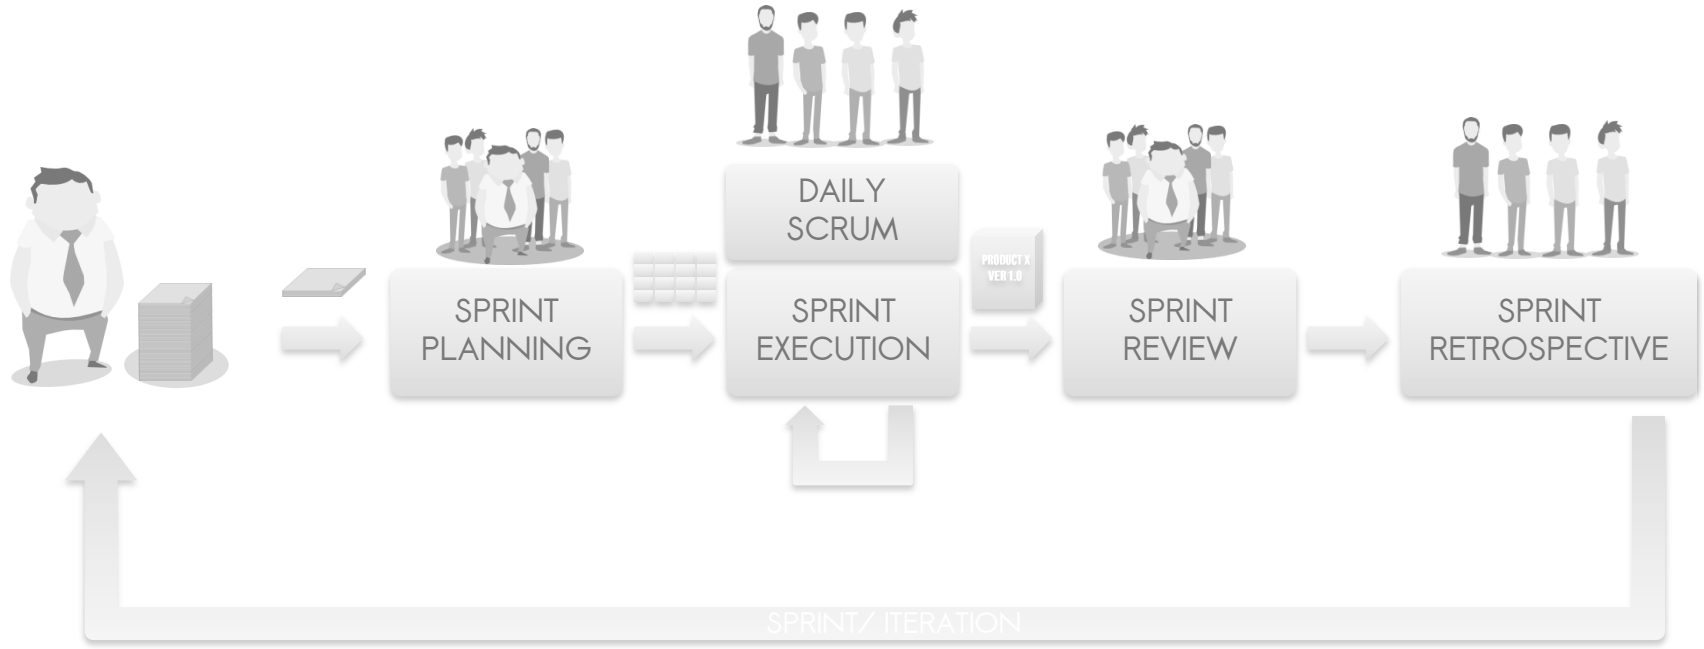 DAILY
SCRUM
PRODUCT X
VER 1.0
SPRINT
PLANNING
SPRINT
EXECUTION
SPRINT
REVIEW
SPRINT
RETROSPECTIVE
SPRINT/ ITERATION